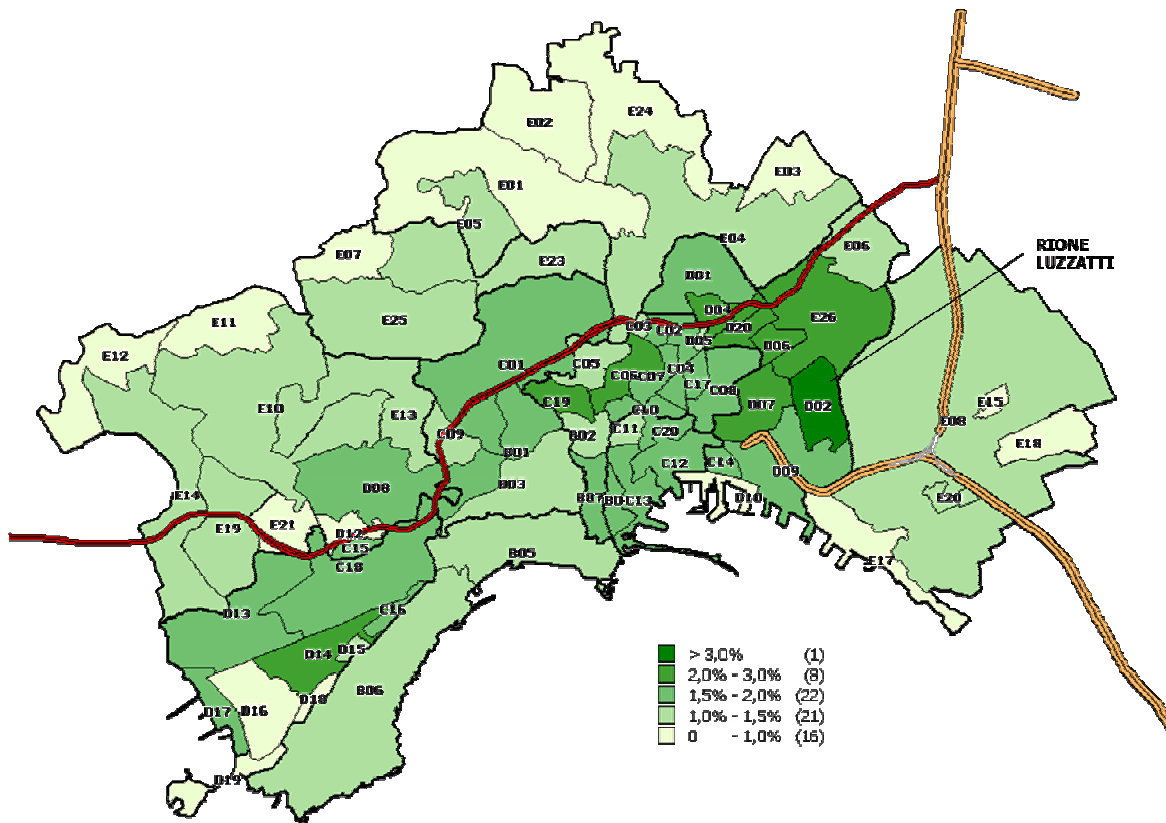 E24
E02
E03
E01
E05
E04
E06
E07
E23
RIONE
LUZZATTI
D01
D04
E26
E25
E11
C03
C02
D20
D05
D06
E12
C01
C05
C04
C07
C17
C08
C19
D07
D02
E15
E10
E13
C10
C09
B02
C11
C20
E08
E18
B01
C12
C14
D09
D08
B03
E14
B07
C13
D10
E20
E19
E21
D12
C15
B05
E17
C18
D13
C16
D14
D15
B06
D18
D17
D16
D19
> 3,0% (1)
2,0% - 3,0% (8)
1,5% - 2,0% (22)
1,0% - 1,5% (21)
0 - 1,0% (16)